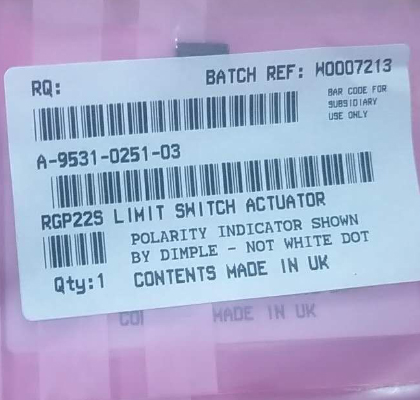 RQ:
BATCH REF: W0007213
BAR CODE FOR
SUBSIDIARY
USE ONLY
A-9531-0251-03
RGP22S LIMIT SWITCH ACTUATOR
POLARITY INDICATOR SHOWN
BY DIMPLE - NOT WHITE DOT
Qty:1
CONTENTS MADE IN UK
MADE IN UK